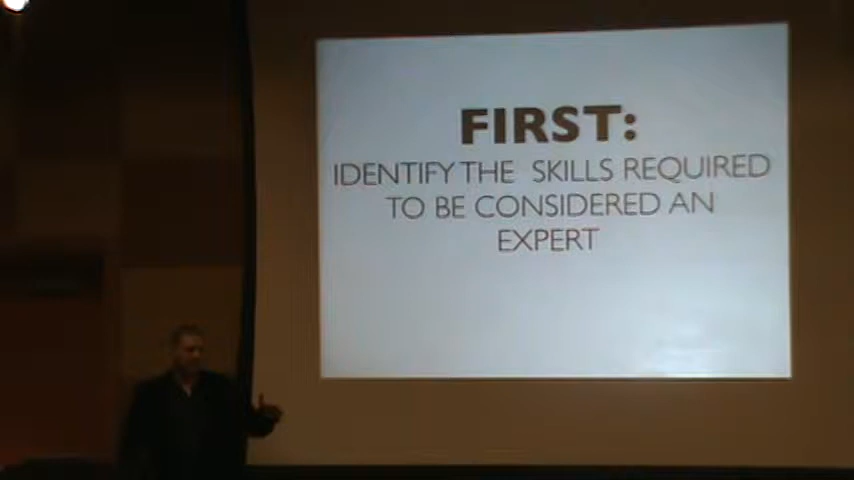 FIRST:
IDENTIFY THE SKILLS REQUIRED
TO BE CONSIDERED AN
EXPERT